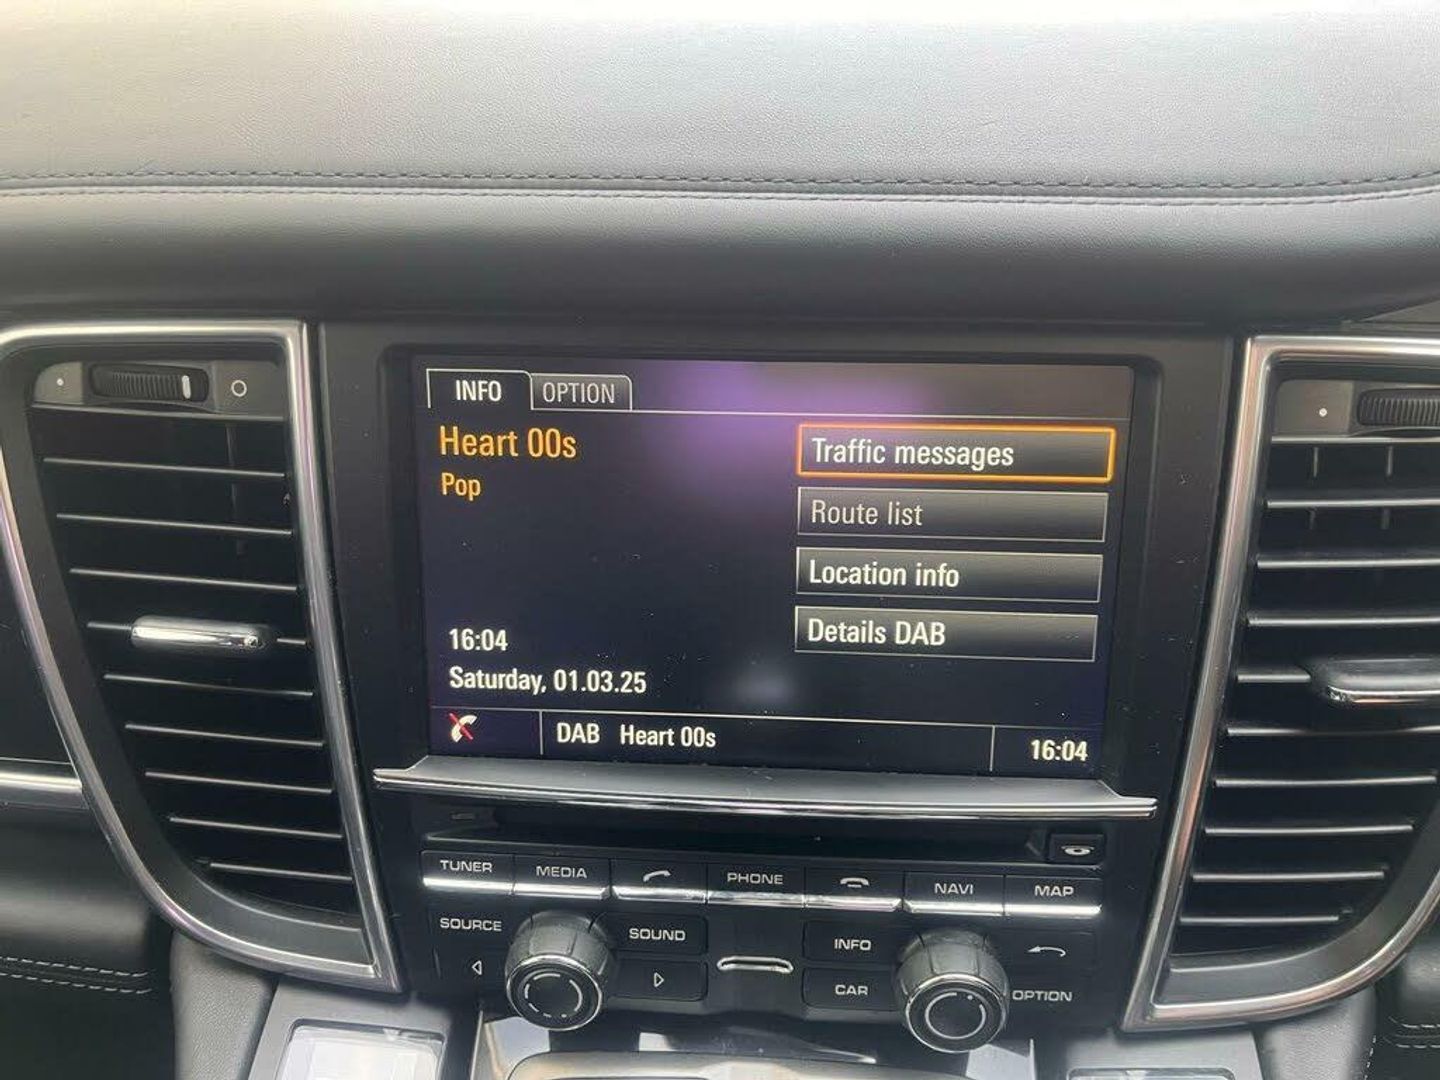 INFO OPTION
Heart 00s
Pop
Traffic messages
Route list
Location info
Details DAB
16:04
Saturday, 01.03.25
DAB Heart 00s 16:04
TUNER MEDIA PHONE NAVI MAP
SOURCE SOUND INFO
CAR OPTION